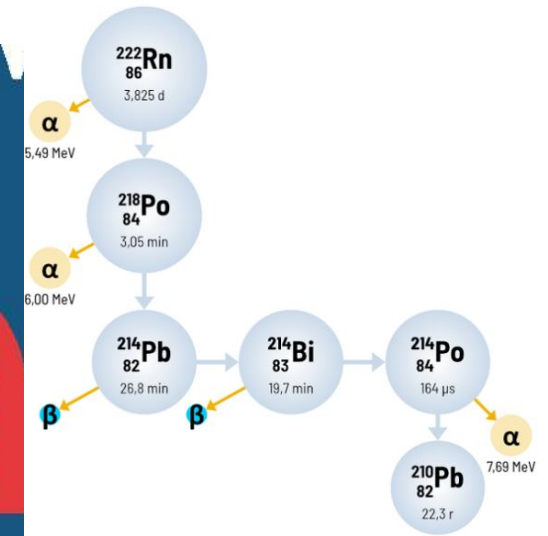 222
86Rn
3,825 d
α
5,49 MeV
218
84Po
3,05 min
α
6,00 MeV
214
82Pb
26,8 min
β
214
83Bi
19,7 min
β
214
84Po
164 µs
α
7,69 MeV
210
82Pb
22,3 r